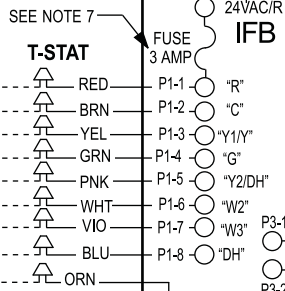 24VAC/R
SEE NOTE 7
IFB
FUSE
3 AMP
T-STAT
RED P1-1 "R"
BRN P1-2 "C"
YEL P1-3 "Y1/Y"
GRN P1-4 "G"
PNK P1-5 "Y2/DH"
WHT P1-6 "W2"
VIO P1-7 "W3" P3-1
BLU P1-8 "DH"
ORN P3-2